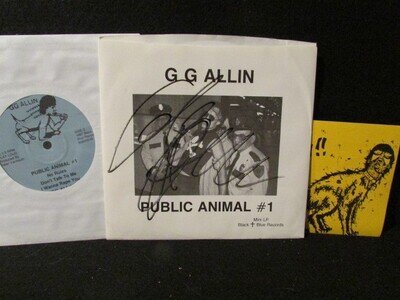 GG ALLIN
PUBLIC ANIMAL #1
No Rules
Don't Talk To Me
I Wanna Rape You
G G ALLIN
PUBLIC ANIMAL #1
Mini LP
Black Blue Records
!!